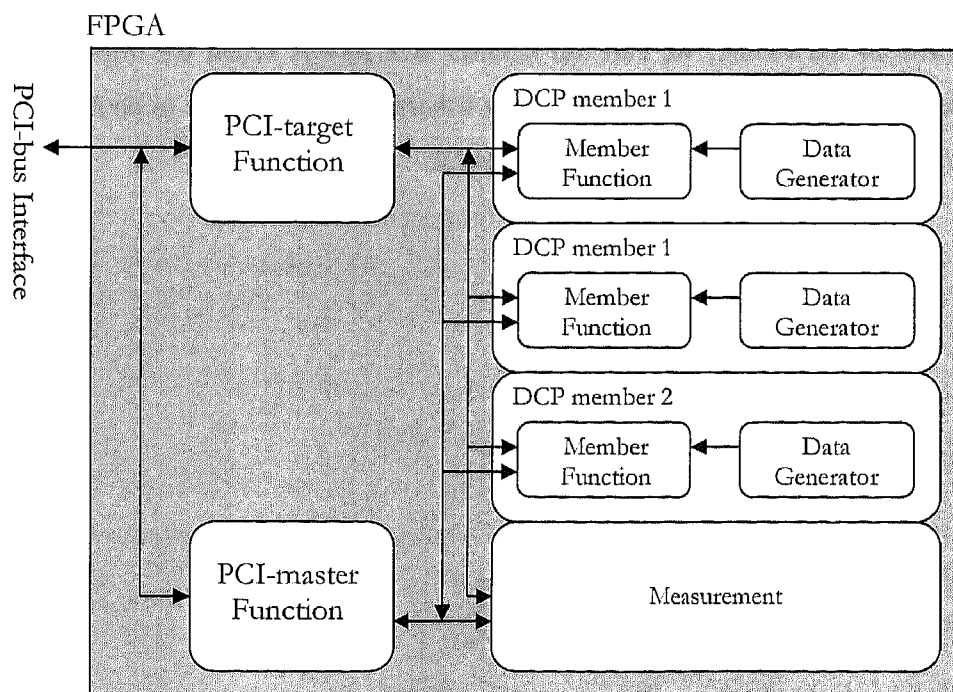 FPGA
PCI-bus Interface
PCI-target
Function
DCP member 1
Member
Function
Data
Generator
DCP member 1
Member
Function
Data
Generator
DCP member 2
Member
Function
Data
Generator
PCI-master
Function
Measurement